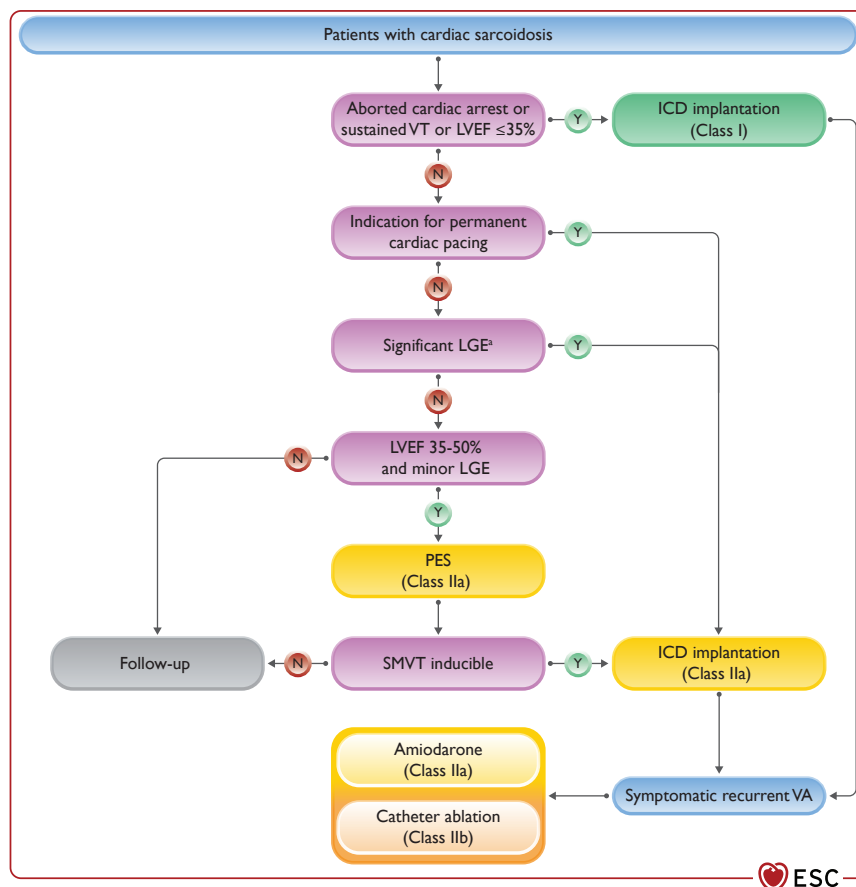 Patients with cardiac sarcoidosis
Aborted cardiac arrest or
sustained VT or LVEF ≤35%
Y
ICD implantation
(Class I)
N
Indication for permanent
cardiac pacing
Y
N
Significant LGEᵃ
Y
N
LVEF 35-50%
and minor LGE
N
Y
PES
(Class IIa)
Follow-up
N
SMVT inducible
Y
ICD implantation
(Class IIa)
Amiodarone
(Class IIa)
Catheter ablation
(Class IIb)
Symptomatic recurrent VA
ESC